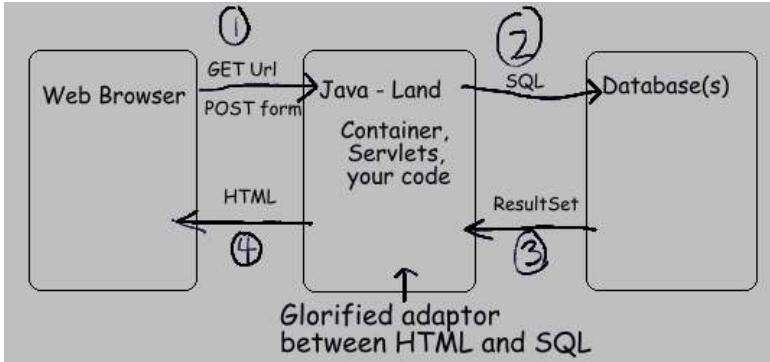 1
2
GET Url
Web Browser
POST form
Java - Land
SQL
Database(s)
Container,
Servlets,
your code
HTML
ResultSet
4
3
Glorified adaptor
between HTML and SQL